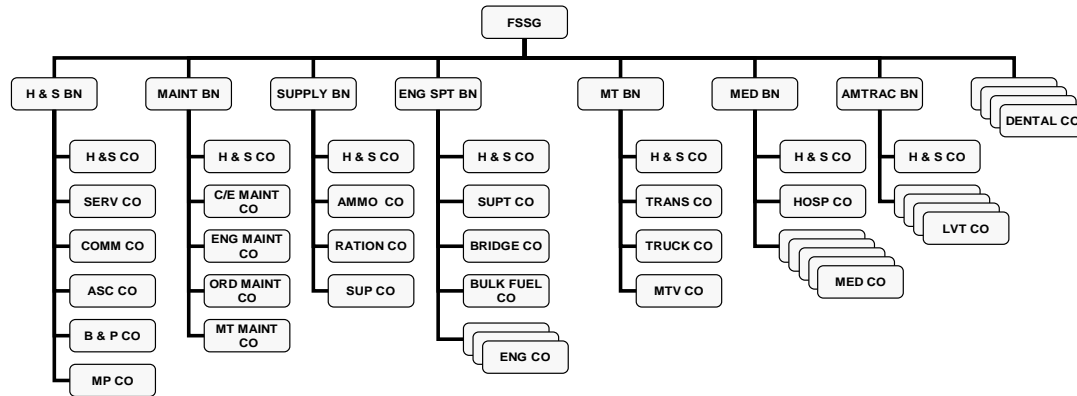 FSSG
H & S BN
MAINT BN
SUPPLY BN
ENG SPT BN
MT BN
MED BN
AMTRAC BN
DENTAL CO
H &S CO
SERV CO
COMM CO
ASC CO
B & P CO
MP CO
H & S CO
C/E MAINT
CO
ENG MAINT
CO
ORD MAINT
CO
MT MAINT
CO
H & S CO
AMMO CO
RATION CO
SUP CO
H & S CO
SUPT CO
BRIDGE CO
BULK FUEL
CO
ENG CO
H & S CO
TRANS CO
TRUCK CO
MTV CO
H & S CO
HOSP CO
MED CO
H & S CO
LVT CO